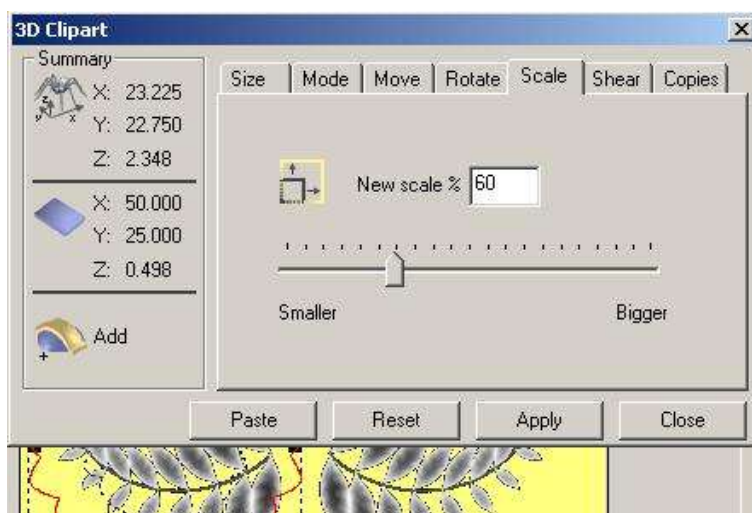 3D Clipart
Summary
X: 23.225
Y: 22.750
Z: 2.348
X: 50.000
Y: 25.000
Z: 0.498
Add
Size Mode Move Rotate Scale Shear Copies
New scale % 60
Smaller Bigger
Paste Reset Apply Close